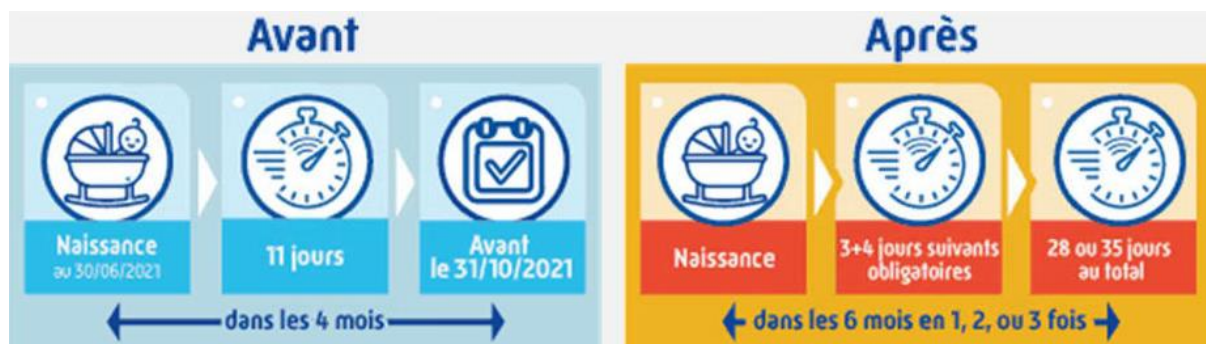 Avant
Naissance
au 30/06/2021
11 jours
Avant
le 31/10/2021
dans les 4 mois
Après
Naissance
3+4 jours suivants
obligatoires
28 ou 35 jours
au total
dans les 6 mois en 1, 2, ou 3 fois